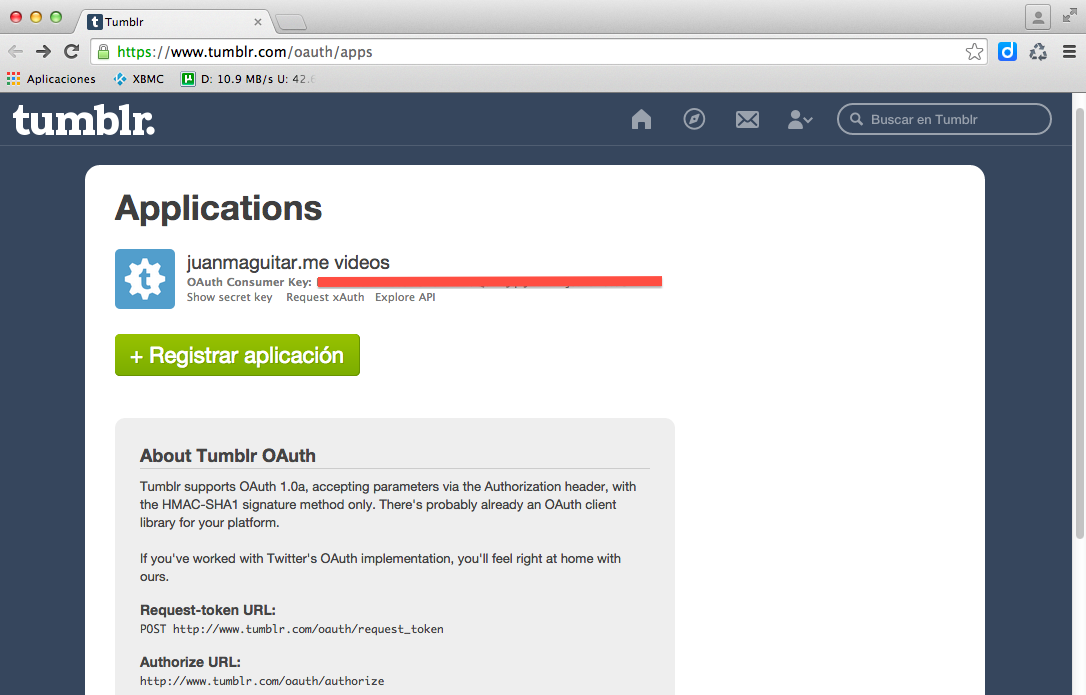 Tumblr
https://www.tumblr.com/oauth/apps
Aplicaciones
XBMC
D: 10.9 MB/s U: 42.6
tumblr.
Buscar en Tumblr
Applications
juanmaguitar.me videos
OAuth Consumer Key:
Show secret key Request xAuth Explore API
+ Registrar aplicación
About Tumblr OAuth
Tumblr supports OAuth 1.0a, accepting parameters via the Authorization header, with
the HMAC-SHA1 signature method only. There's probably already an OAuth client
library for your platform.
If you've worked with Twitter's OAuth implementation, you'll feel right at home with
ours.
Request-token URL:
POST http://www.tumblr.com/oauth/request_token
Authorize URL:
http://www.tumblr.com/oauth/authorize